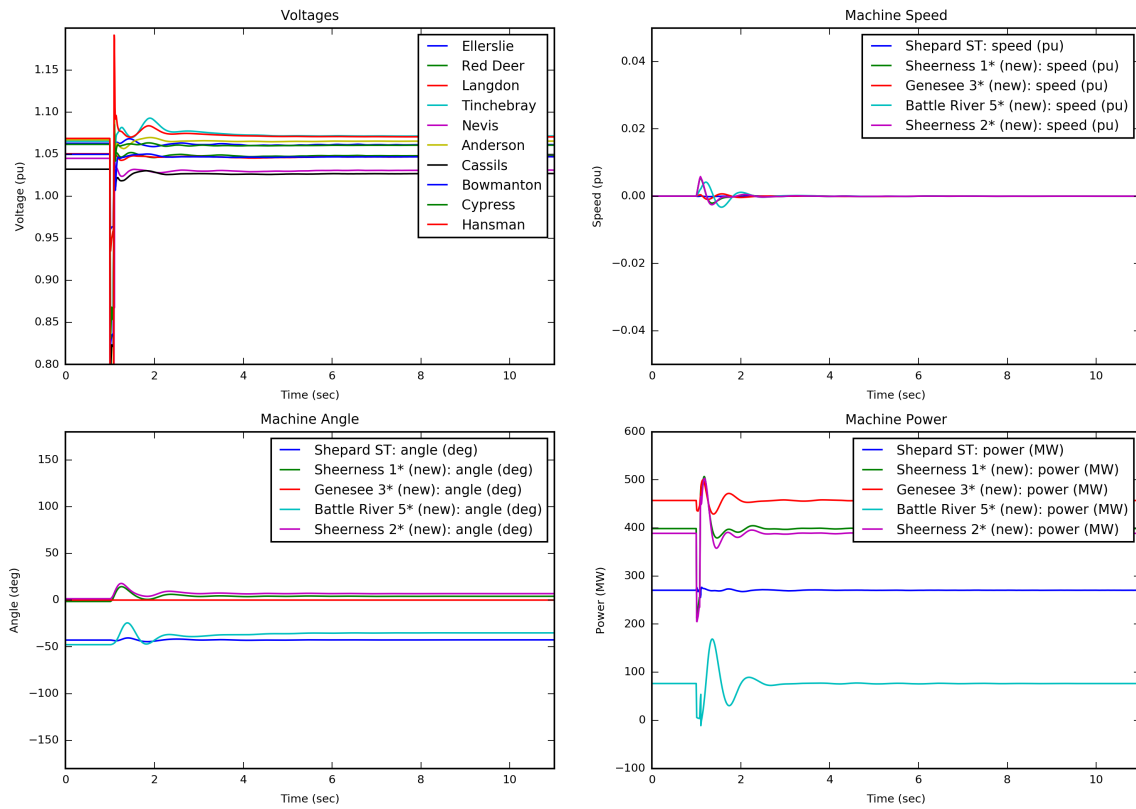 Voltages
Voltage (pu)
1.15
1.10
1.05
1.00
0.95
0.90
0.85
0.80
Ellerslie
Red Deer
Langdon
Tinchebray
Nevis
Anderson
Cassils
Bowmanton
Cypress
Hansman
0 2 4 6 8 10
Time (sec)
Machine Speed
Speed (pu)
0.04
0.02
0.00
−0.02
−0.04
Shepard ST: speed (pu)
Sheerness 1* (new): speed (pu)
Genesee 3* (new): speed (pu)
Battle River 5* (new): speed (pu)
Sheerness 2* (new): speed (pu)
0 2 4 6 8 10
Time (sec)
Machine Angle
Angle (deg)
150
100
50
0
−50
−100
−150
Shepard ST: angle (deg)
Sheerness 1* (new): angle (deg)
Genesee 3* (new): angle (deg)
Battle River 5* (new): angle (deg)
Sheerness 2* (new): angle (deg)
0 2 4 6 8 10
Time (sec)
Machine Power
Power (MW)
600
500
400
300
200
100
0
−100
Shepard ST: power (MW)
Sheerness 1* (new): power (MW)
Genesee 3* (new): power (MW)
Battle River 5* (new): power (MW)
Sheerness 2* (new): power (MW)
0 2 4 6 8 10
Time (sec)